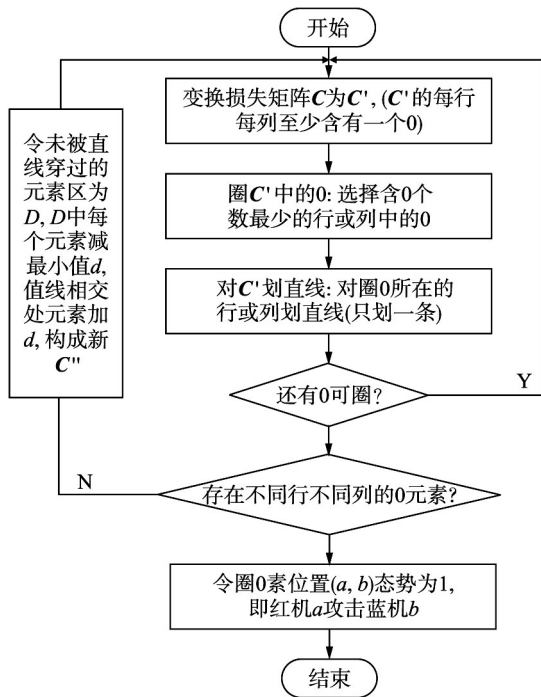 开始
变换损失矩阵C为C', (C'的每行
每列至少含有一个0)
圈C'中的0: 选择含0个
数最少的行或列中的0
对C'划直线: 对圈0所在的
行或列划直线(只划一条)
还有0可圈?
Y
令未被直
线穿过的
元素区为
D, D中每
个元素减
最小值d,
值线相交
处元素加
d, 构成新
C''
N
存在不同行不同列的0元素?
令圈0素位置(a, b)态势为1,
即红机a攻击蓝机b
结束